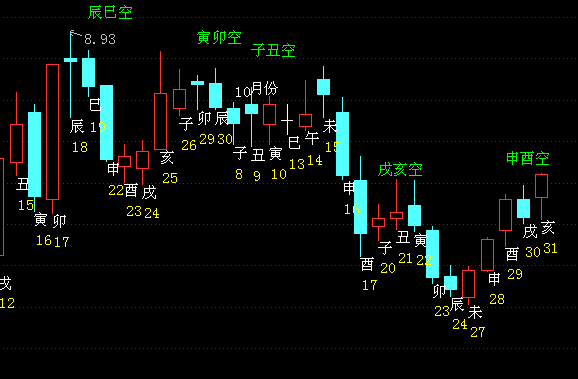 辰巳空
8.93
寅卯空
子丑空
10月份
戌亥空
申酉空
戌
12
丑
15
寅
16
卯
17
辰
18
巳
19
申
22
酉
23
戌
24
亥
25
子
26
卯
29
辰
30
子
8
丑
9
寅
10
巳
13
午
14
未
15
申
16
酉
17
子
20
丑
21
寅
22
卯
23
辰
24
未
27
申
28
酉
29
戌
30
亥
31